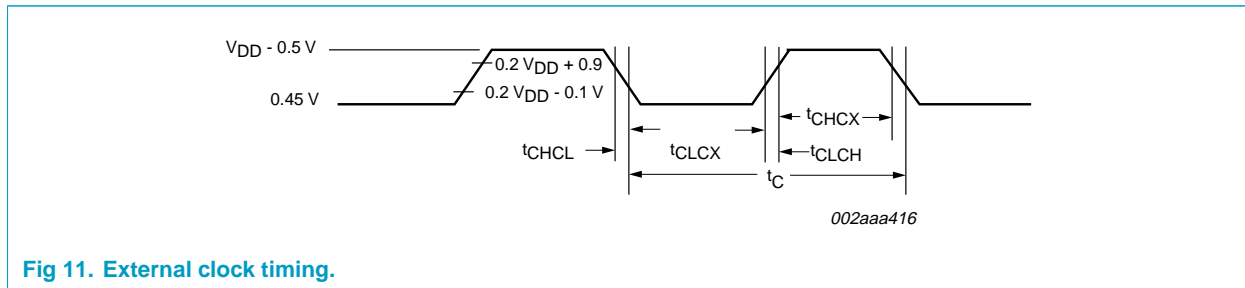 VDD - 0.5 V
0.2 VDD + 0.9
0.2 VDD - 0.1 V
0.45 V
tCHCX
tCHCL
tCLCX
tCLCH
tC
002aaa416
Fig 11. External clock timing.